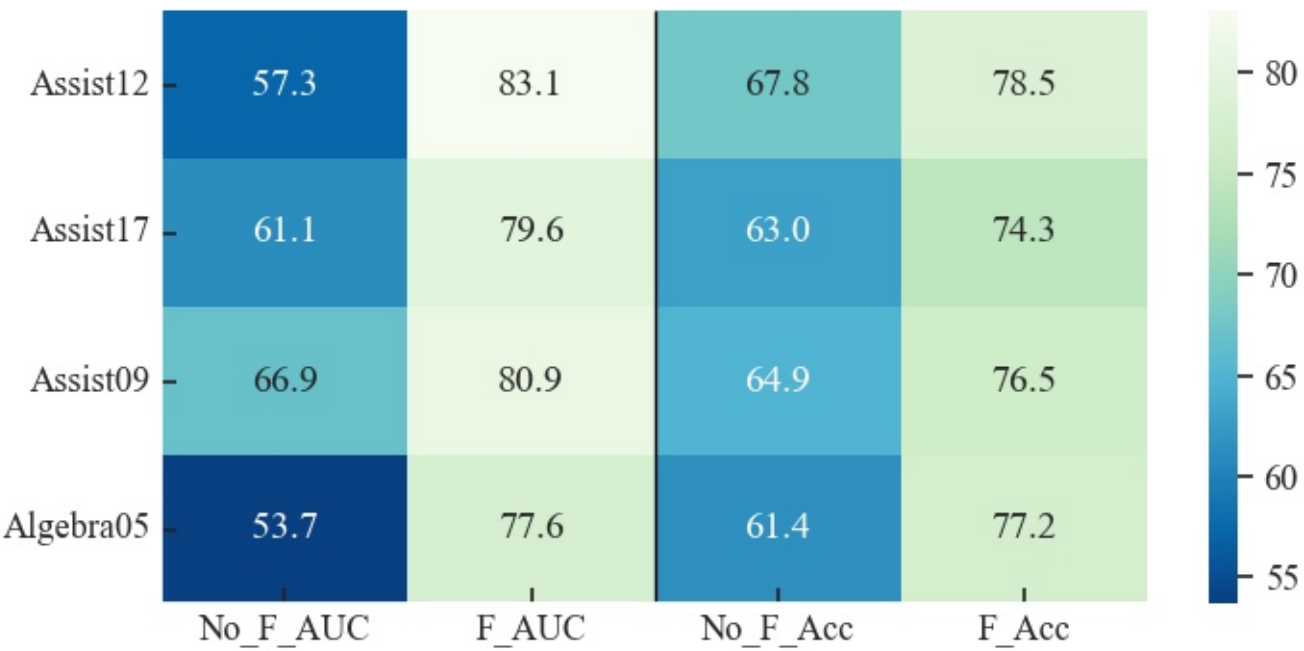 Assist12 57.3 83.1 67.8 78.5
Assist17 61.1 79.6 63.0 74.3
Assist09 66.9 80.9 64.9 76.5
Algebra05 53.7 77.6 61.4 77.2
No_F_AUC F_AUC No_F_Acc F_Acc
80
75
70
65
60
55